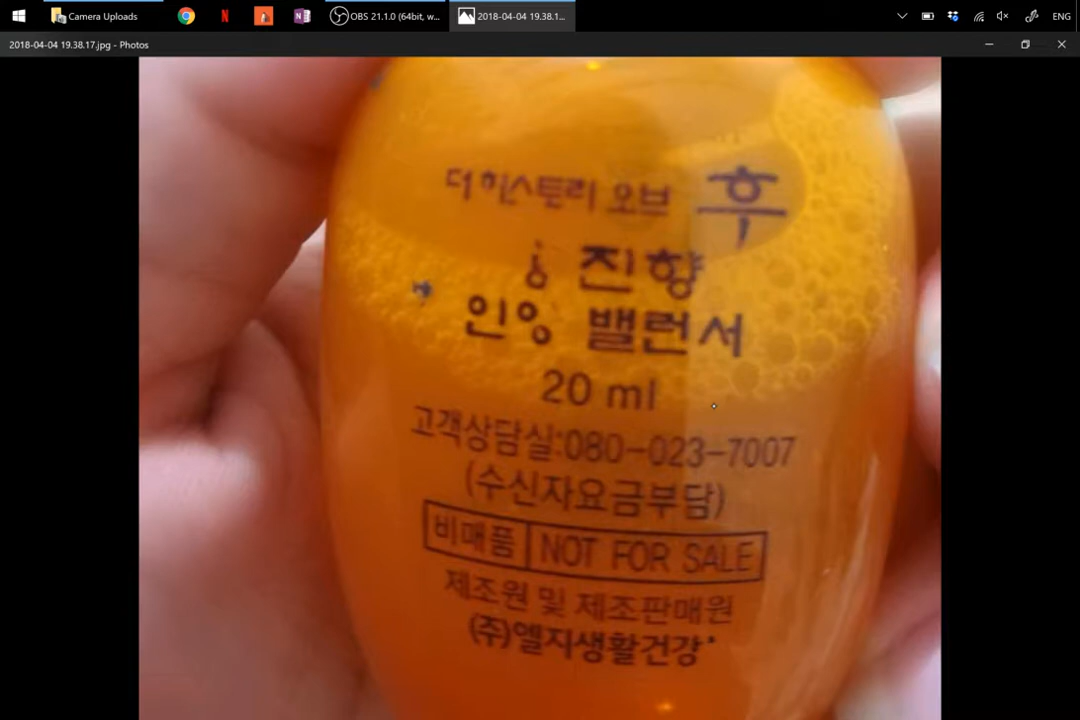 Camera Uploads
OBS 21.1.0 (64bit, w...
2018-04-04 19.38.1...
ENG
2018-04-04 19.38.17.jpg - Photos
더 히스토리 오브 후
공진향
인양 밸런서
20 ml
고객상담실:080-023-7007
(수신자요금부담)
비매품 NOT FOR SALE
제조원 및 제조판매원
(주)엘지생활건강